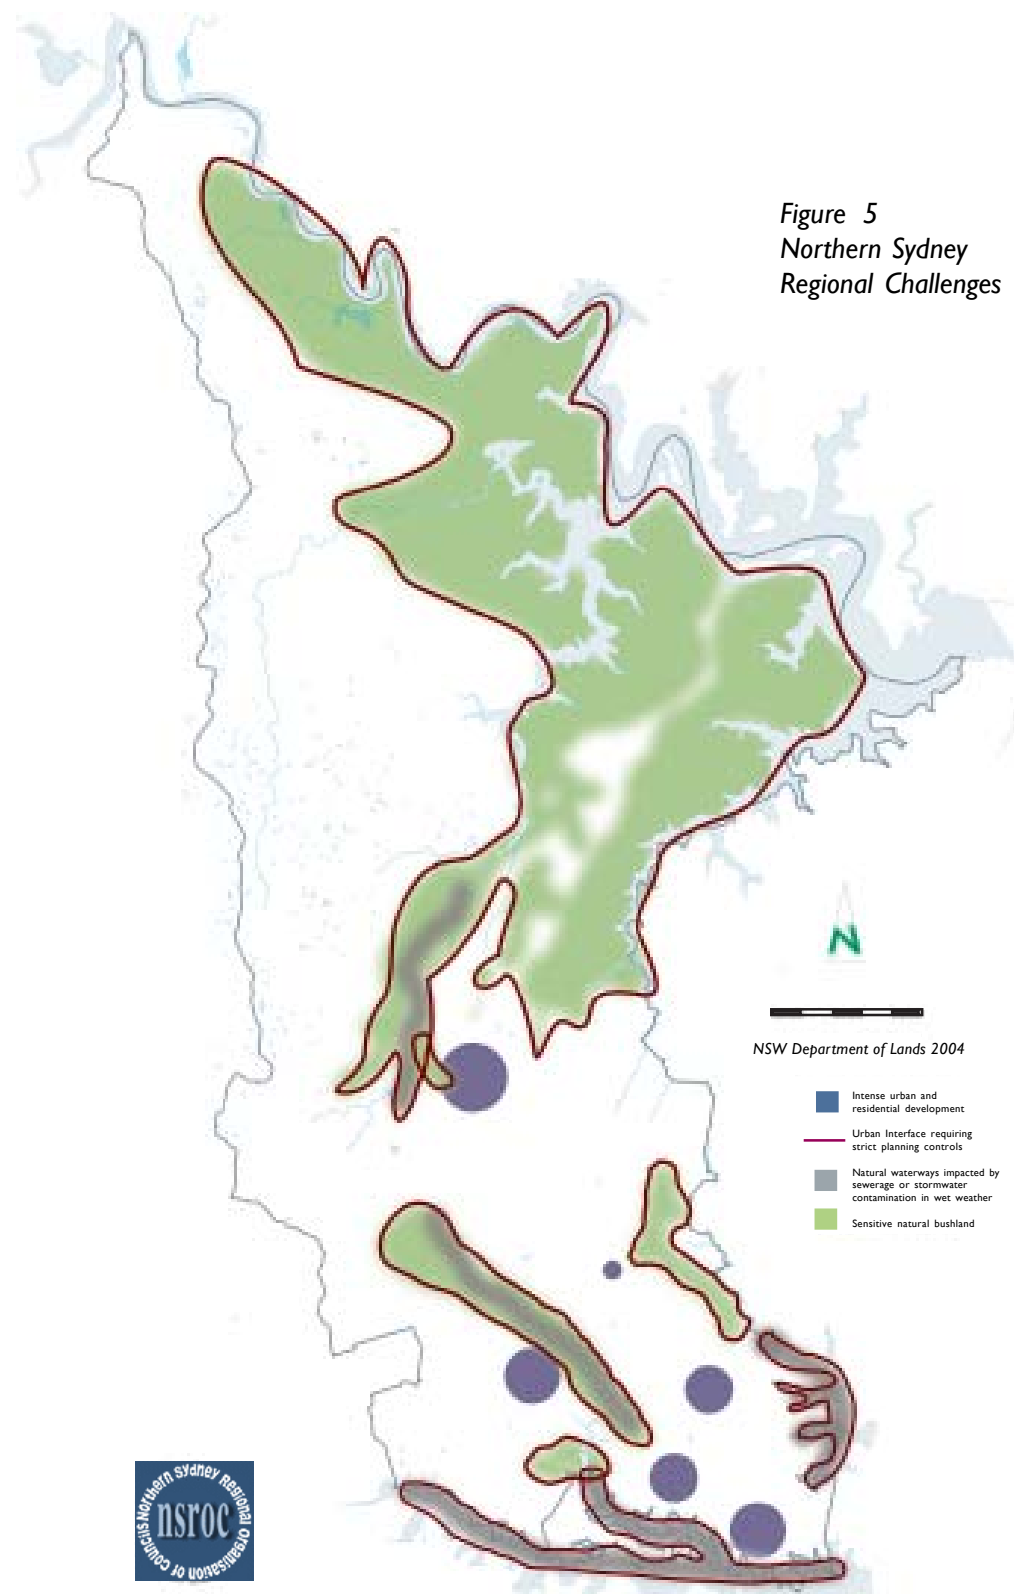 Figure 5
Northern Sydney
Regional Challenges
N
NSW Department of Lands 2004
Intense urban and
residential development
Urban Interface requiring
strict planning controls
Natural waterways impacted by
sewerage or stormwater
contamination in wet weather
Sensitive natural bushland
Northern Sydney Regional Organisation of Councils
nsroc